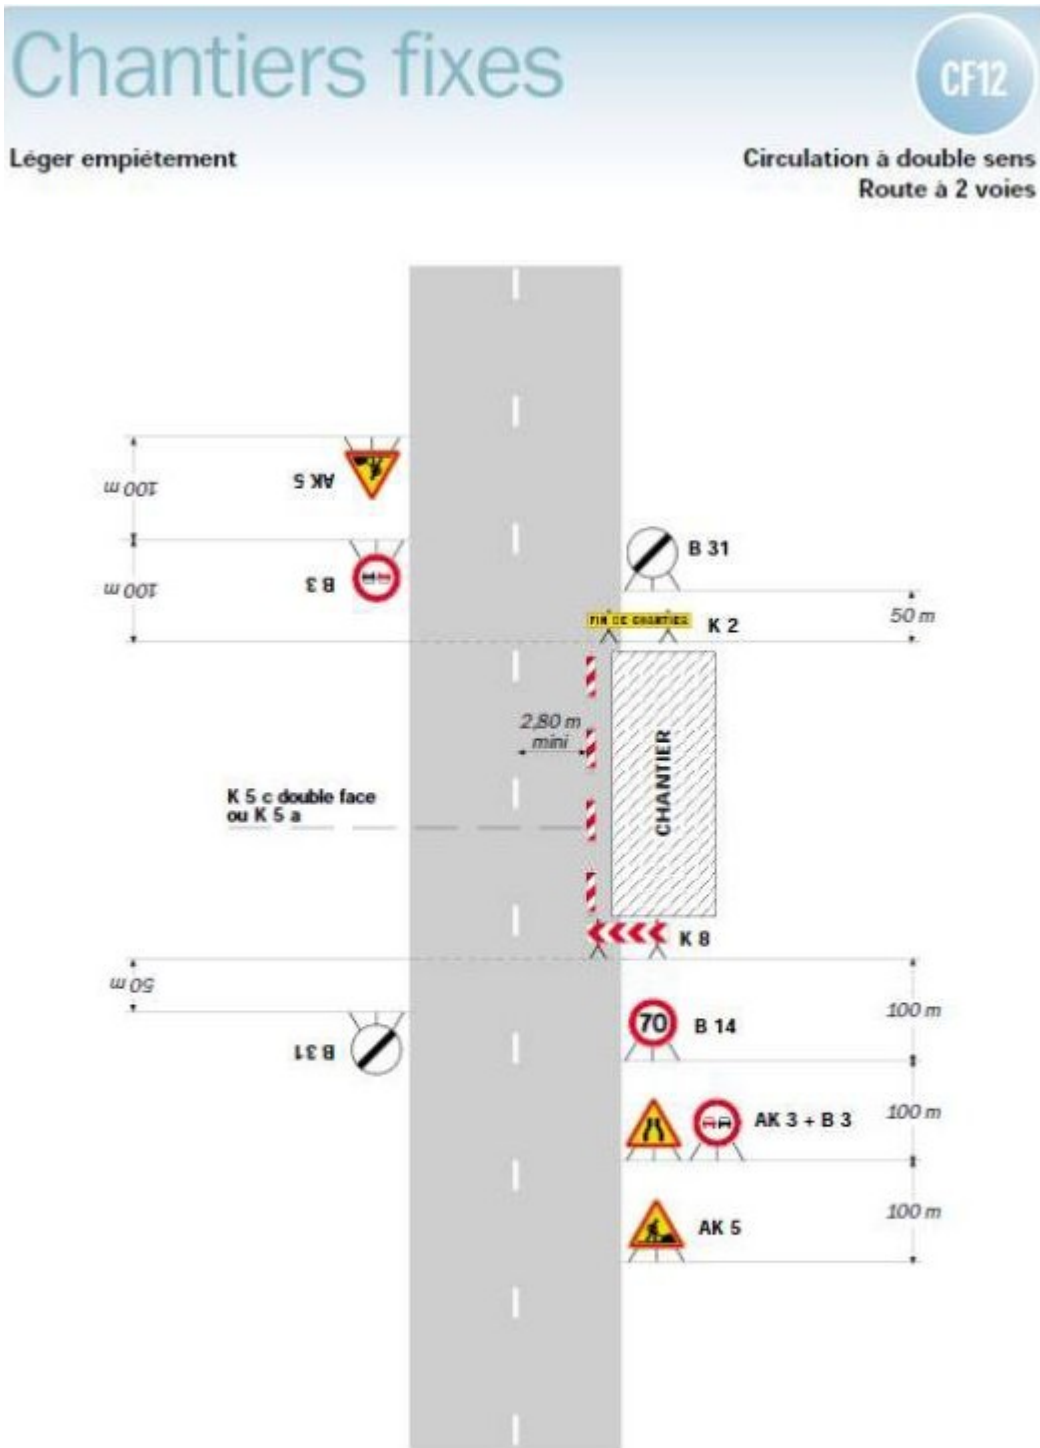 Chantiers fixes
CF12
Léger empiétement
Circulation à double sens
Route à 2 voies
AK 5
100 m
B 3
100 m
B 31
50 m
FIN DE CHANTIER
K 2
2,80 m
mini
CHANTIER
K 5 c double face
ou K 5 a
K 8
50 m
B 31
70
B 14
100 m
AK 3 + B 3
100 m
AK 5
100 m